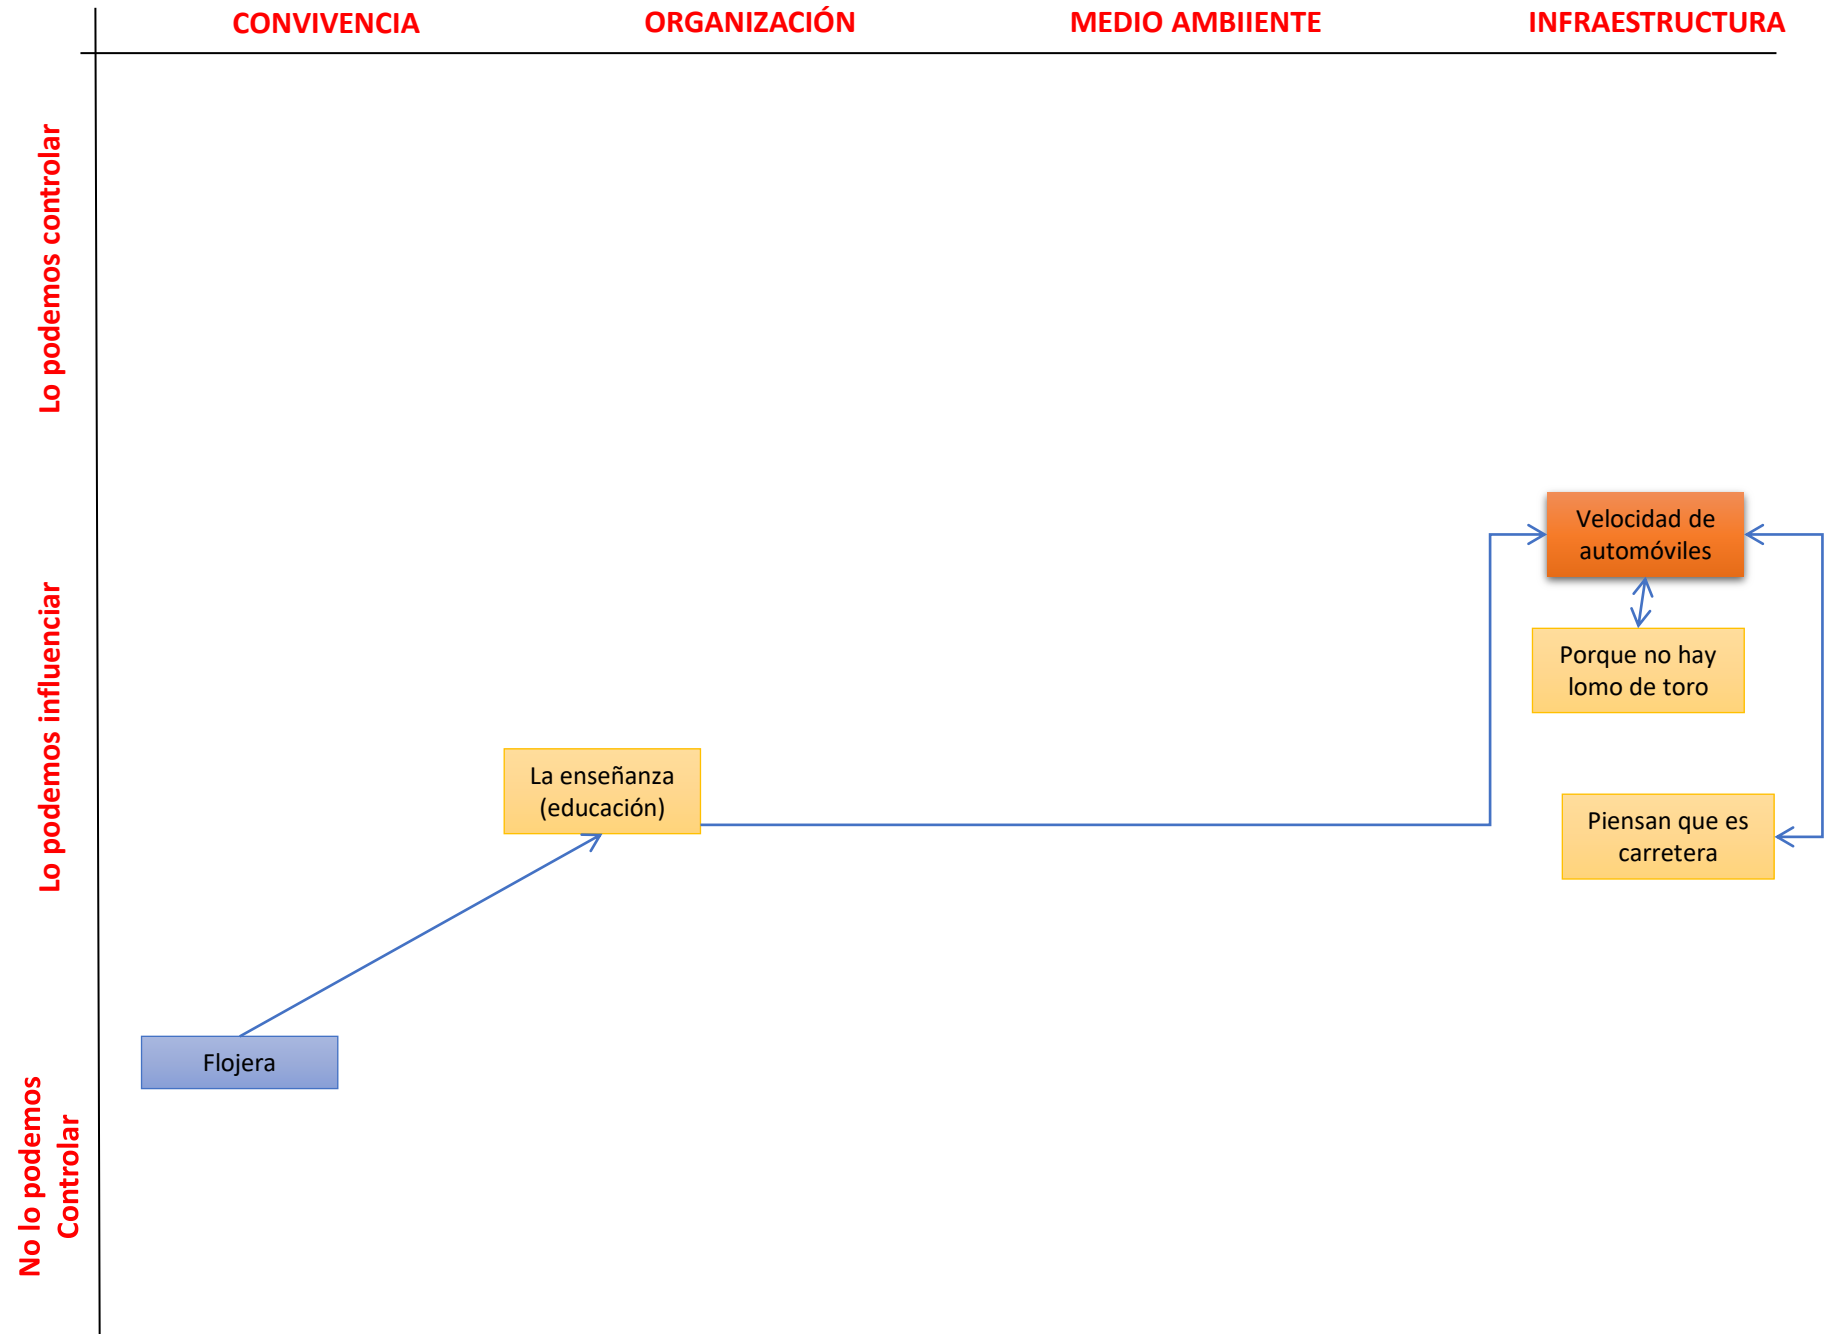 CONVIVENCIA
ORGANIZACIÓN
MEDIO AMBIIENTE
INFRAESTRUCTURA
Lo podemos controlar
Lo podemos influenciar
No lo podemos
Controlar
Velocidad de
automóviles
Porque no hay
lomo de toro
La enseñanza
(educación)
Piensan que es
carretera
Flojera